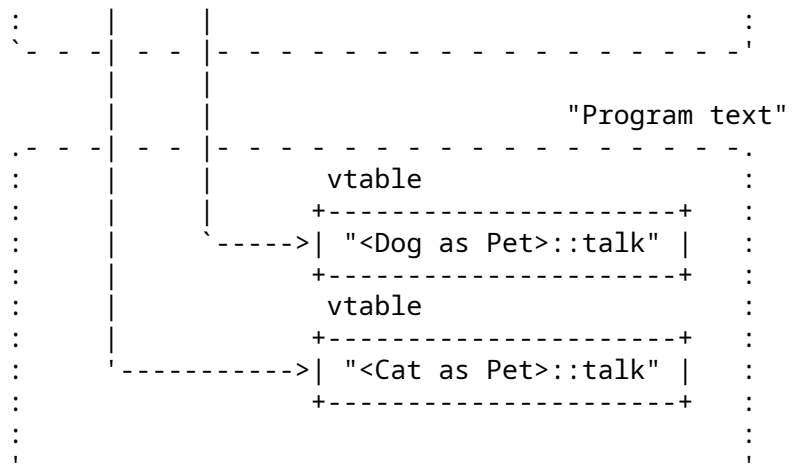 "Program text"
vtable
"<Dog as Pet>::talk"
vtable
"<Cat as Pet>::talk"